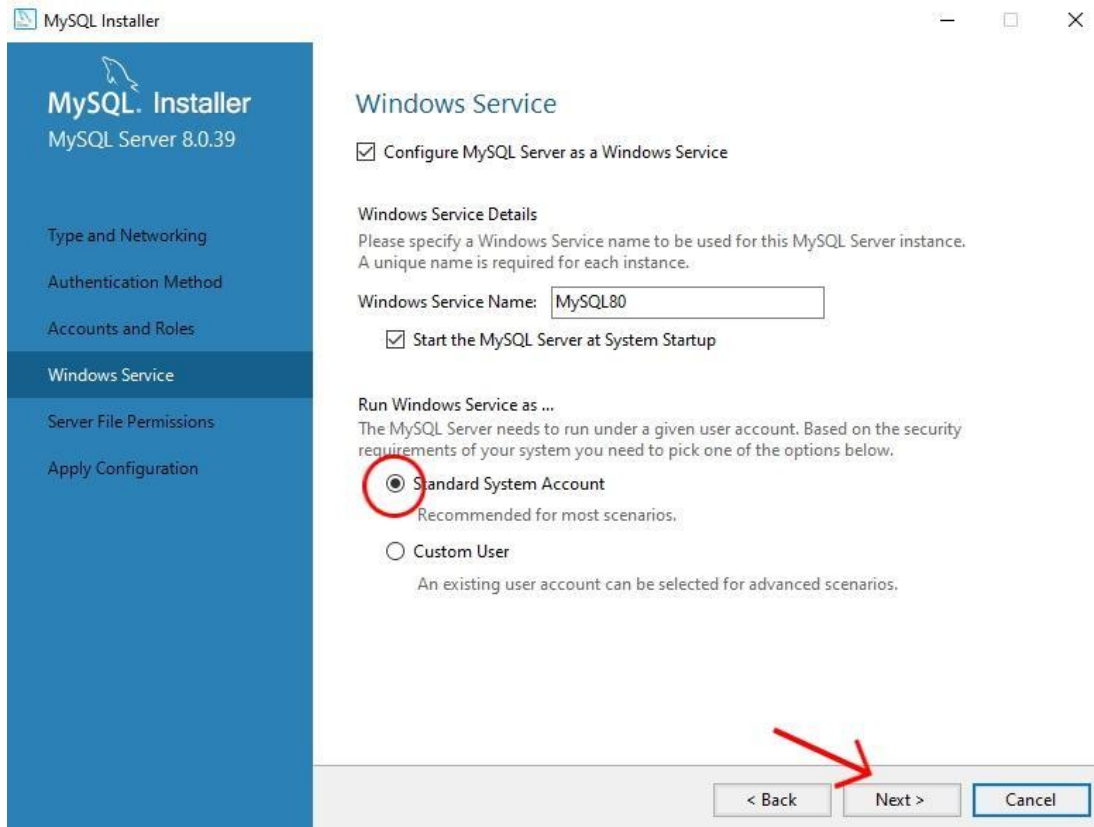 MySQL Installer
MySQL. Installer
MySQL Server 8.0.39
Type and Networking
Authentication Method
Accounts and Roles
Windows Service
Server File Permissions
Apply Configuration
Windows Service
Configure MySQL Server as a Windows Service
Windows Service Details
Please specify a Windows Service name to be used for this MySQL Server instance.
A unique name is required for each instance.
Windows Service Name: MySQL80
Start the MySQL Server at System Startup
Run Windows Service as ...
The MySQL Server needs to run under a given user account. Based on the security
requirements of your system you need to pick one of the options below.
Standard System Account
Recommended for most scenarios.
Custom User
An existing user account can be selected for advanced scenarios.
< Back
Next >
Cancel